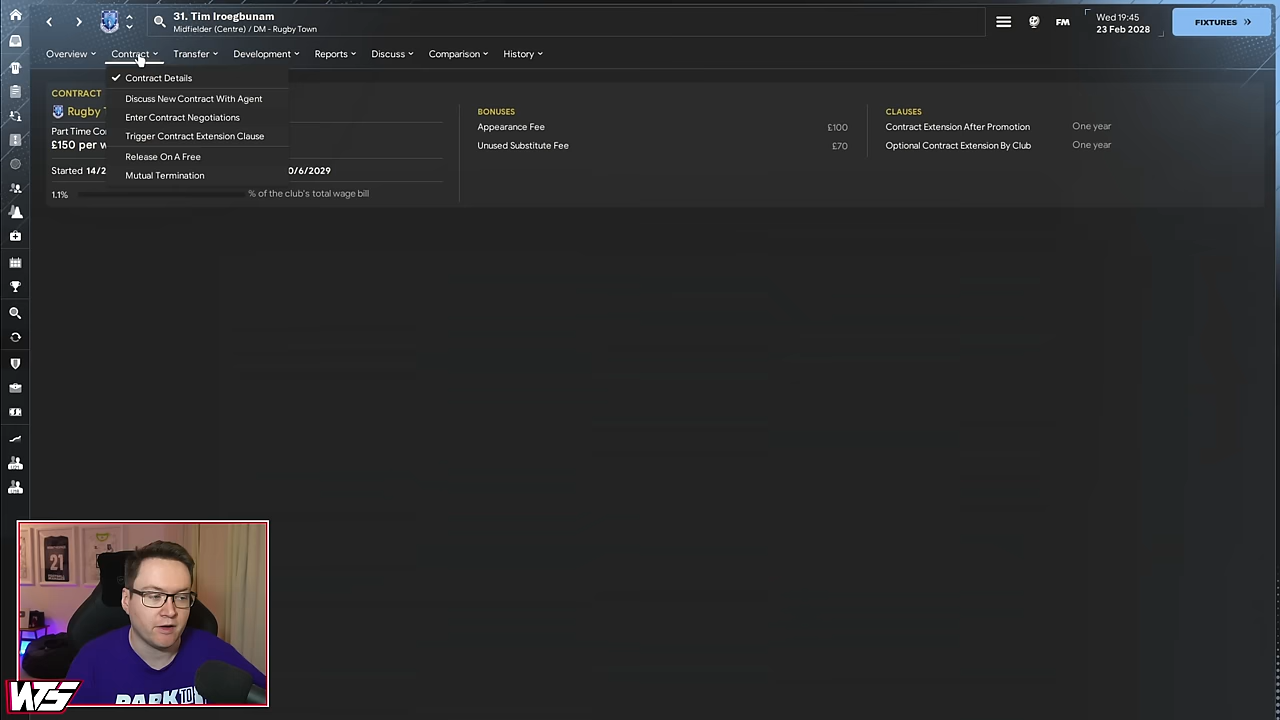 31. Tim Iroegbunam
Midfielder (Centre) / DM - Rugby Town
FM
Wed 19:45
23 Feb 2028
FIXTURES
Overview
Contract
Transfer
Development
Reports
Discuss
Comparison
History
Contract Details
Discuss New Contract With Agent
Enter Contract Negotiations
Trigger Contract Extension Clause
Release On A Free
Mutual Termination
CONTRACT
Rugby
Part Time
£150 per
Started 14/2
0/6/2029
1.1%
% of the club's total wage bill
BONUSES
Appearance Fee £100
Unused Substitute Fee £70
CLAUSES
Contract Extension After Promotion One year
Optional Contract Extension By Club One year
21
PARK TO
WTS